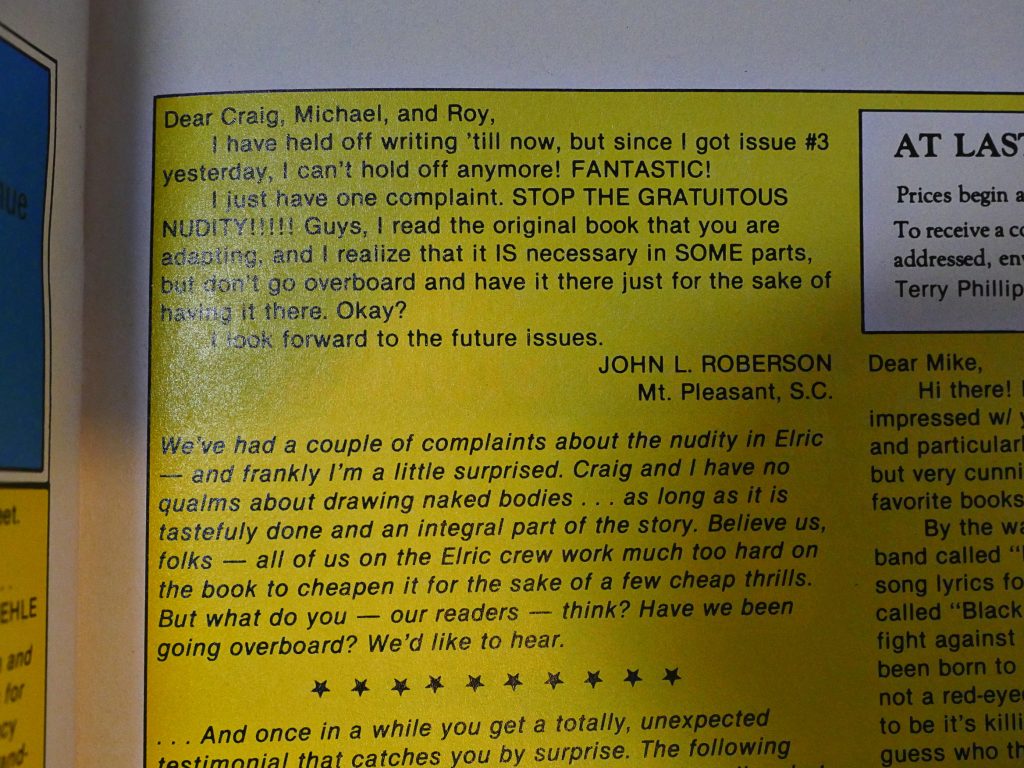 Dear Craig, Michael, and Roy,
I have held off writing 'till now, but since I got issue #3
yesterday, I can't hold off anymore! FANTASTIC!
I just have one complaint. STOP THE GRATUITOUS
NUDITY!!!!! Guys, I read the original book that you are
adapting, and I realize that it IS necessary in SOME parts,
but don't go overboard and have it there just for the sake of
having it there. Okay?
I look forward to the future issues.
JOHN L. ROBERSON
Mt. Pleasant, S.C.
We've had a couple of complaints about the nudity in Elric
— and frankly I'm a little surprised. Craig and I have no
qualms about drawing naked bodies . . . as long as it is
tastefuly done and an integral part of the story. Believe us,
folks — all of us on the Elric crew work much too hard on
the book to cheapen it for the sake of a few cheap thrills.
But what do you — our readers — think? Have we been
going overboard? We'd like to hear.
. . . And once in a while you get a totally, unexpected
testimonial that catches you by surprise. The following
AT LAST
Prices begin a
To receive a co
addressed, env
Terry Phillip
Dear Mike,
Hi there! I
impressed w/ y
and particularl
but very cunni
favorite books
By the wa
band called "
song lyrics fo
called "Black
fight against
been born to
not a red-eye
to be it's killi
guess who th
eet.
EHLE
and
for
cy
and-